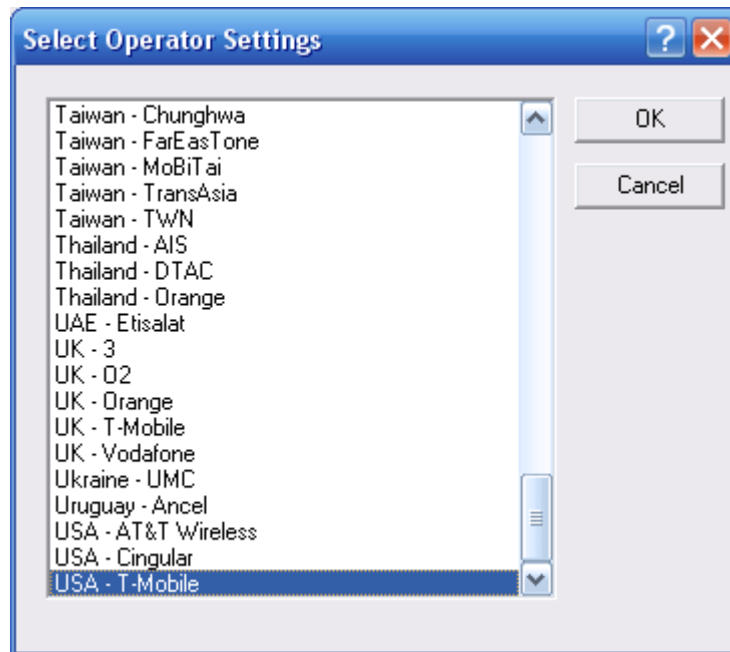 Select Operator Settings
Taiwan - Chunghwa
Taiwan - FarEasTone
Taiwan - MoBiTai
Taiwan - TransAsia
Taiwan - TWN
Thailand - AIS
Thailand - DTAC
Thailand - Orange
UAE - Etisalat
UK - 3
UK - O2
UK - Orange
UK - T-Mobile
UK - Vodafone
Ukraine - UMC
Uruguay - Ancel
USA - AT&T Wireless
USA - Cingular
USA - T-Mobile
OK
Cancel